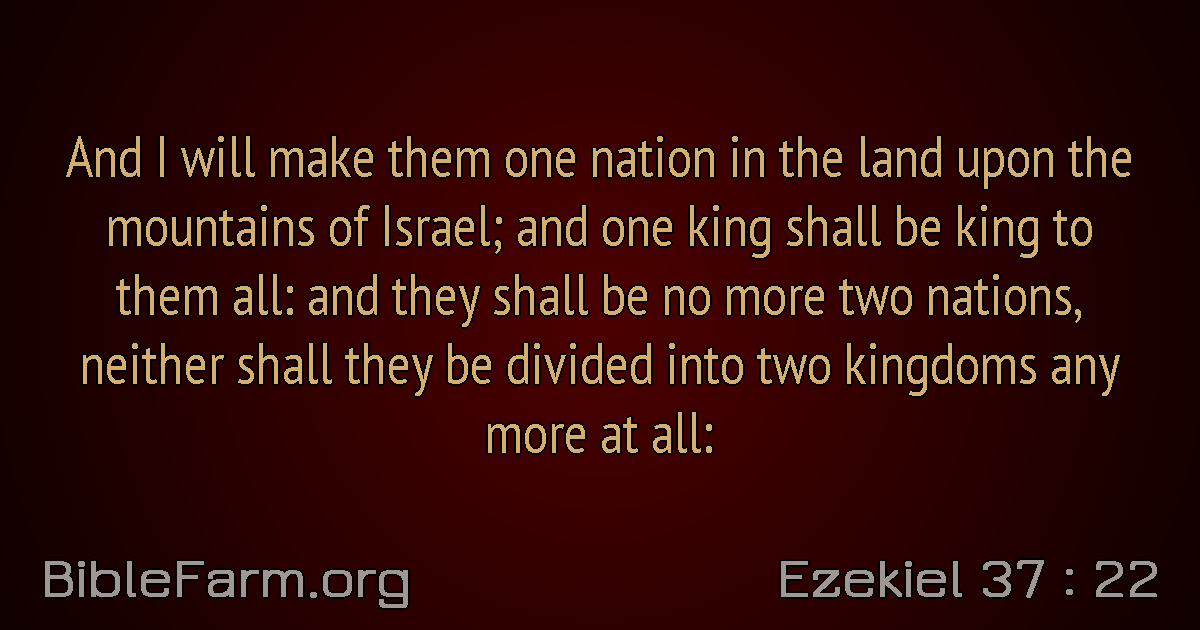 And I will make them one nation in the land upon the
mountains of Israel; and one king shall be king to
them all: and they shall be no more two nations,
neither shall they be divided into two kingdoms any
more at all:
BibleFarm.org
Ezekiel 37 : 22